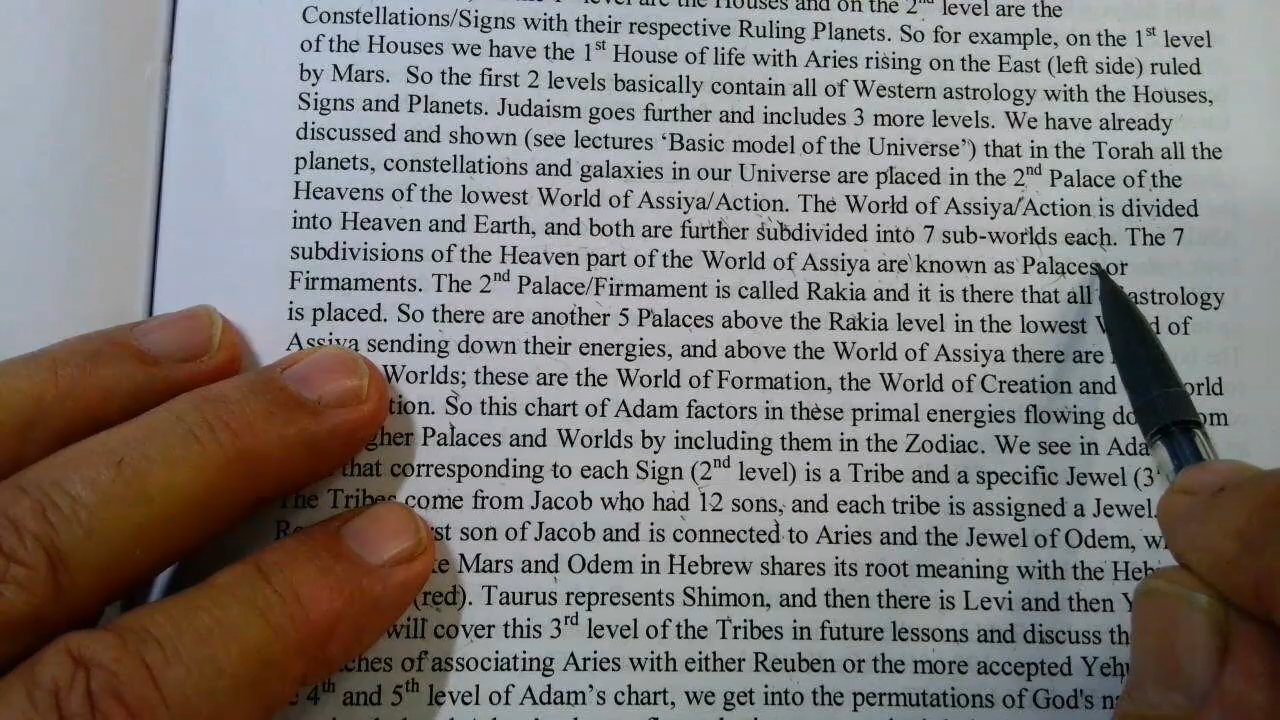 level are the Houses and on the 2nd level are the
Constellations/Signs with their respective Ruling Planets. So for example, on the 1st level
of the Houses we have the 1st House of life with Aries rising on the East (left side) ruled
by Mars. So the first 2 levels basically contain all of Western astrology with the Houses,
Signs and Planets. Judaism goes further and includes 3 more levels. We have already
discussed and shown (see lectures ‘Basic model of the Universe’) that in the Torah all the
planets, constellations and galaxies in our Universe are placed in the 2nd Palace of the
Heavens of the lowest World of Assiya/Action. The World of Assiya/Action is divided
into Heaven and Earth, and both are further subdivided into 7 sub-worlds each. The 7
subdivisions of the Heaven part of the World of Assiya are known as Palaces or
Firmaments. The 2nd Palace/Firmament is called Rakia and it is there that all astrology
is placed. So there are another 5 Palaces above the Rakia level in the lowest of
Assiya sending down their energies, and above the World of Assiya there are
Worlds; these are the World of Formation, the World of Creation and
So this chart of Adam factors in these primal energies flowing
Palaces and Worlds by including them in the Zodiac. We see in
that corresponding to each Sign (2nd level) is a Tribe and a specific Jewel
The Tribes come from Jacob who had 12 sons, and each tribe is assigned a Jewel.
son of Jacob and is connected to Aries and the Jewel of Odem,
Mars and Odem in Hebrew shares its root meaning with the
(red). Taurus represents Shimon, and then there is Levi and then
will cover this 3rd level of the Tribes in future lessons and discuss
of associating Aries with either Reuben or the more accepted
4th and 5th level of Adam’s chart, we get into the permutations of God's